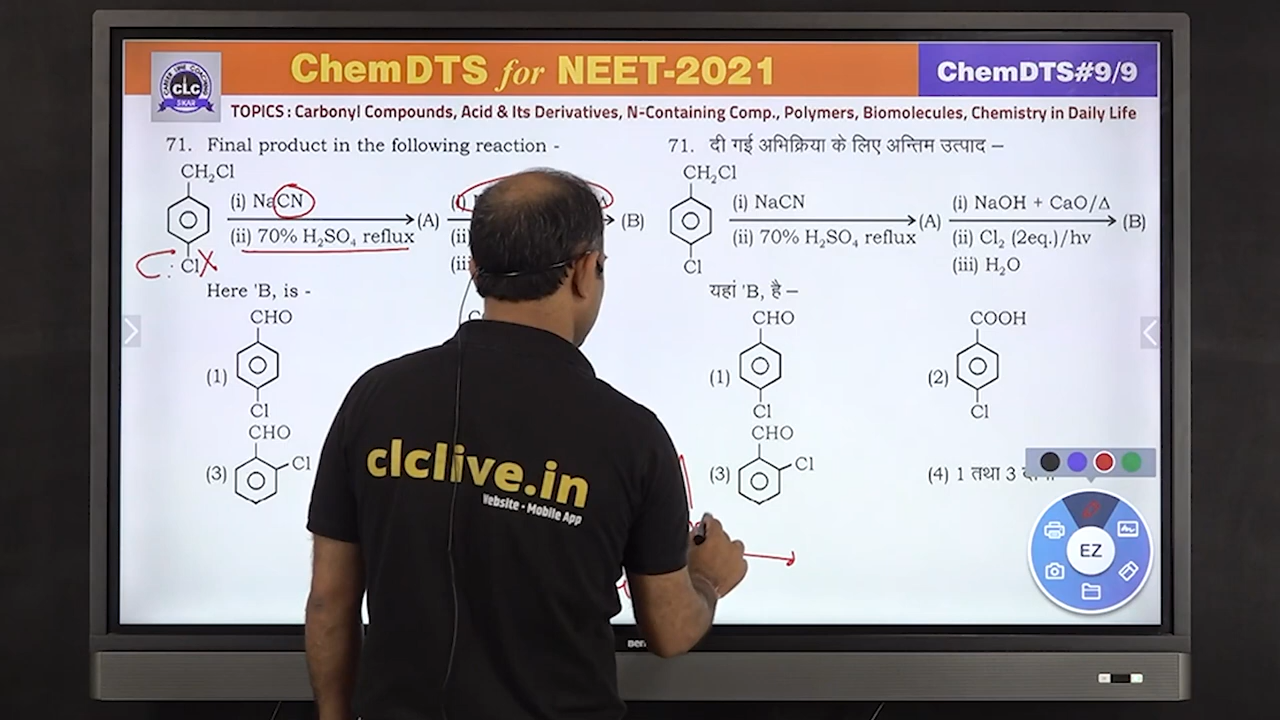 ChemDTS for NEET-2021
ChemDTS#9/9
CLC
SIKAR
TOPICS : Carbonyl Compounds, Acid & Its Derivatives, N-Containing Comp., Polymers, Biomolecules, Chemistry in Daily Life
71. Final product in the following reaction -
CH₂Cl
(i) NaCN
(ii) 70% H₂SO₄ reflux
(A)
(i)
(ii)
(B)
Cl
Here 'B, is -
CHO
(1)
Cl
CHO
(3)
Cl
71. दी गई अभिक्रिया के लिए अन्तिम उत्पाद –
CH₂Cl
(i) NaCN
(ii) 70% H₂SO₄ reflux
(A)
(i) NaOH + CaO/Δ
(ii) Cl₂ (2eq.)/hv
(iii) H₂O
(B)
Cl
यहां 'B, है –
CHO
(1)
Cl
COOH
(2)
Cl
CHO
(3)
Cl
(4) 1 तथा 3
EZ
clclive.in
Website • Mobile App